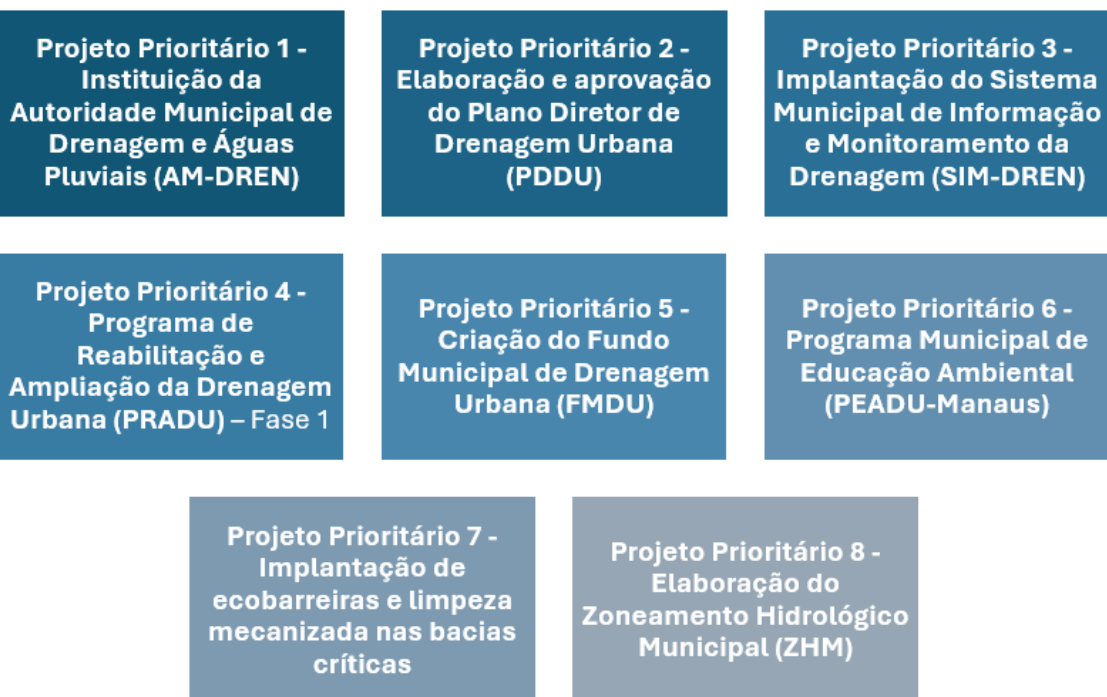 Projeto Prioritário 1 -
Instituição da
Autoridade Municipal de
Drenagem e Águas
Pluviais (AM-DREN)
Projeto Prioritário 2 -
Elaboração e aprovação
do Plano Diretor de
Drenagem Urbana
(PDDU)
Projeto Prioritário 3 -
Implantação do Sistema
Municipal de Informação
e Monitoramento da
Drenagem (SIM-DREN)
Projeto Prioritário 4 -
Programa de
Reabilitação e
Ampliação da Drenagem
Urbana (PRADU) – Fase 1
Projeto Prioritário 5 -
Criação do Fundo
Municipal de Drenagem
Urbana (FMDU)
Projeto Prioritário 6 -
Programa Municipal de
Educação Ambiental
(PEADU-Manaus)
Projeto Prioritário 7 -
Implantação de
ecobarreiras e limpeza
mecanizada nas bacias
críticas
Projeto Prioritário 8 -
Elaboração do
Zoneamento Hidrológico
Municipal (ZHM)